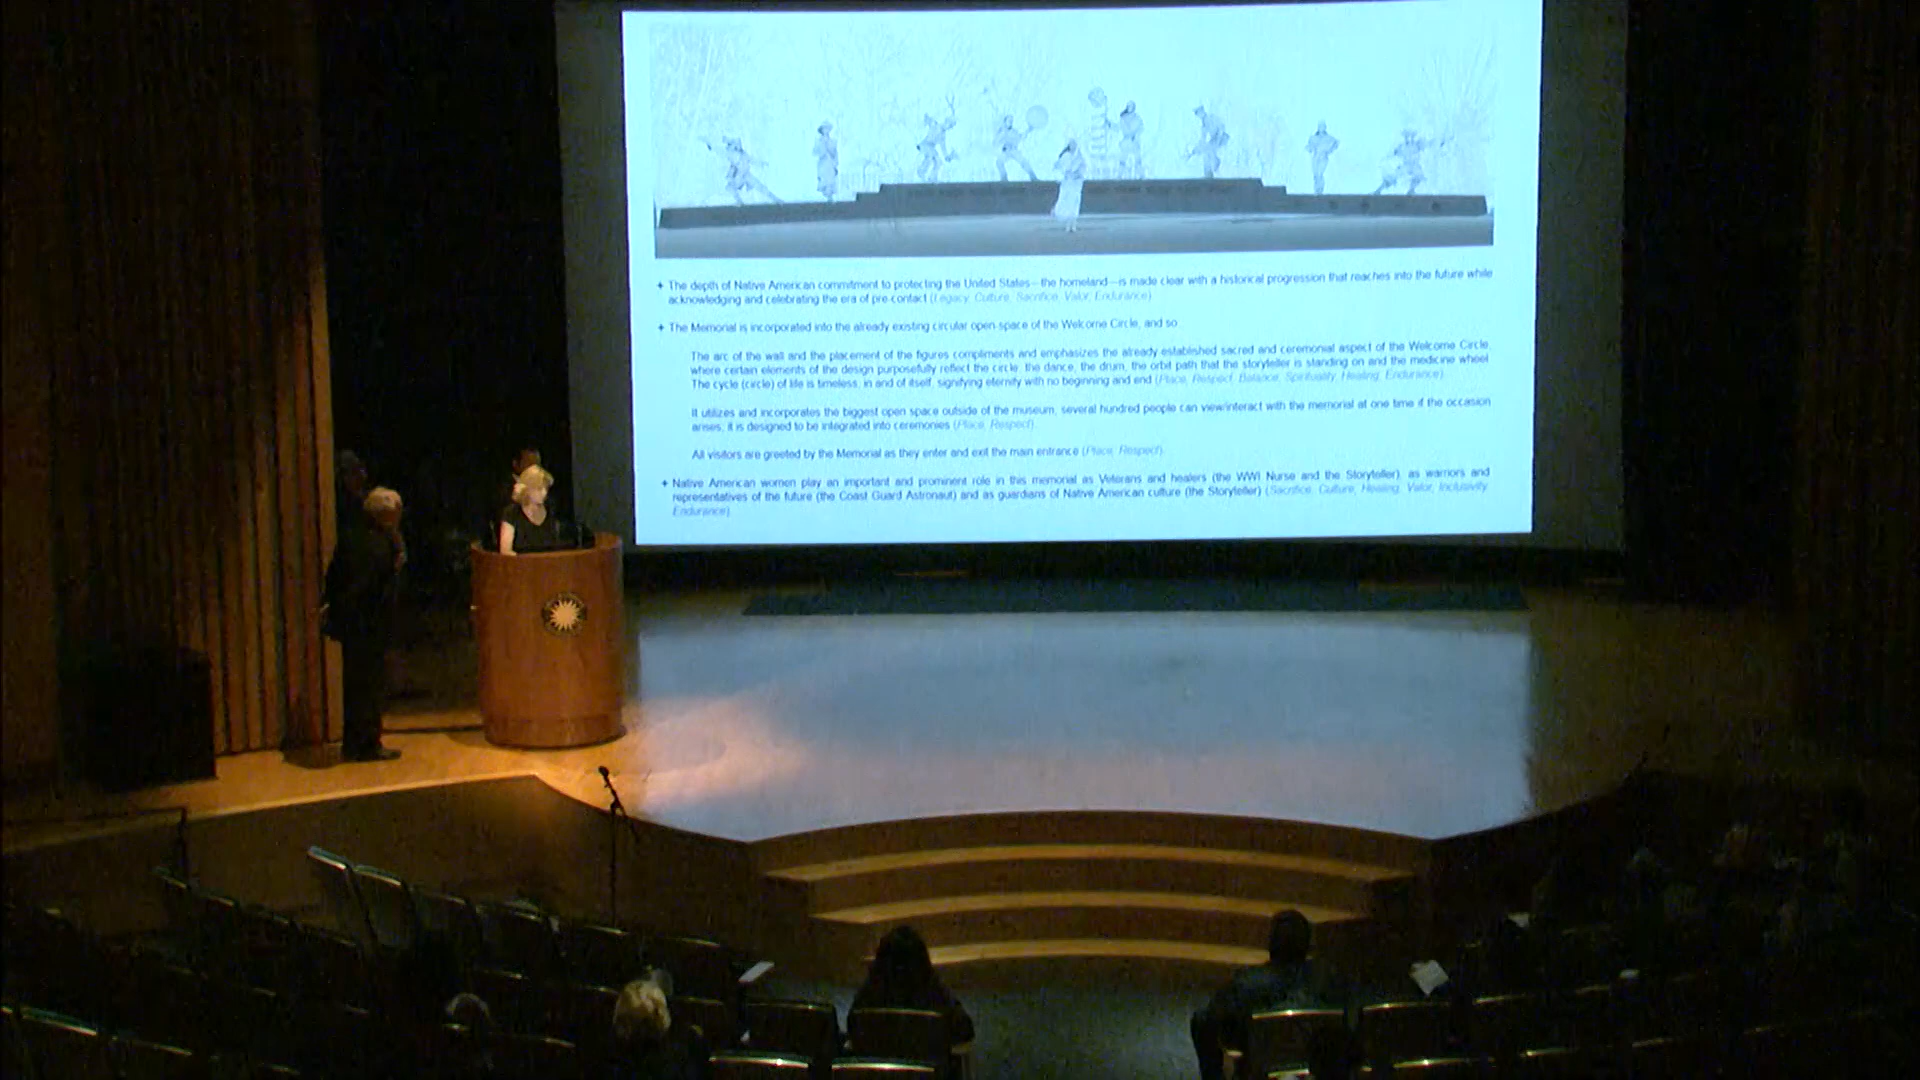 + The depth of Native American commitment to protecting the United States—the homeland—is made clear with a historical progression that reaches into the future while
acknowledging and celebrating the era of pre contact (Legacy, Culture, Sacrifice, Valor, Endurance)
+ The Memorial is incorporated into the already existing circular open-space of the Welcome Circle, and so
The arc of the wall and the placement of the figures compliments and emphasizes the already established sacred and ceremonial aspect of the Welcome Circle,
where certain elements of the design purposefully reflect the circle, the dance, the drum, the orbit path that the storyteller is standing on and the medicine wheel
The cycle (circle) of life is timeless, in and of itself, signifying eternity with no beginning and end (Place, Respect, Balance, Spirituality, Healing, Endurance)
It utilizes and incorporates the biggest open space outside of the museum, several hundred people can view/interact with the memorial at one time if the occasion
arises, it is designed to be integrated into ceremonies (Place, Respect)
All visitors are greeted by the Memorial as they enter and exit the main entrance (Place, Respect)
+ Native American women play an important and prominent role in this memorial as Veterans and healers (the WWI Nurse and the Storyteller), as warriors and
representatives of the future (the Coast Guard Astronaut) and as guardians of Native American culture (the Storyteller) (Sacrifice, Culture, Healing, Valor, Inclusivity,
Endurance)